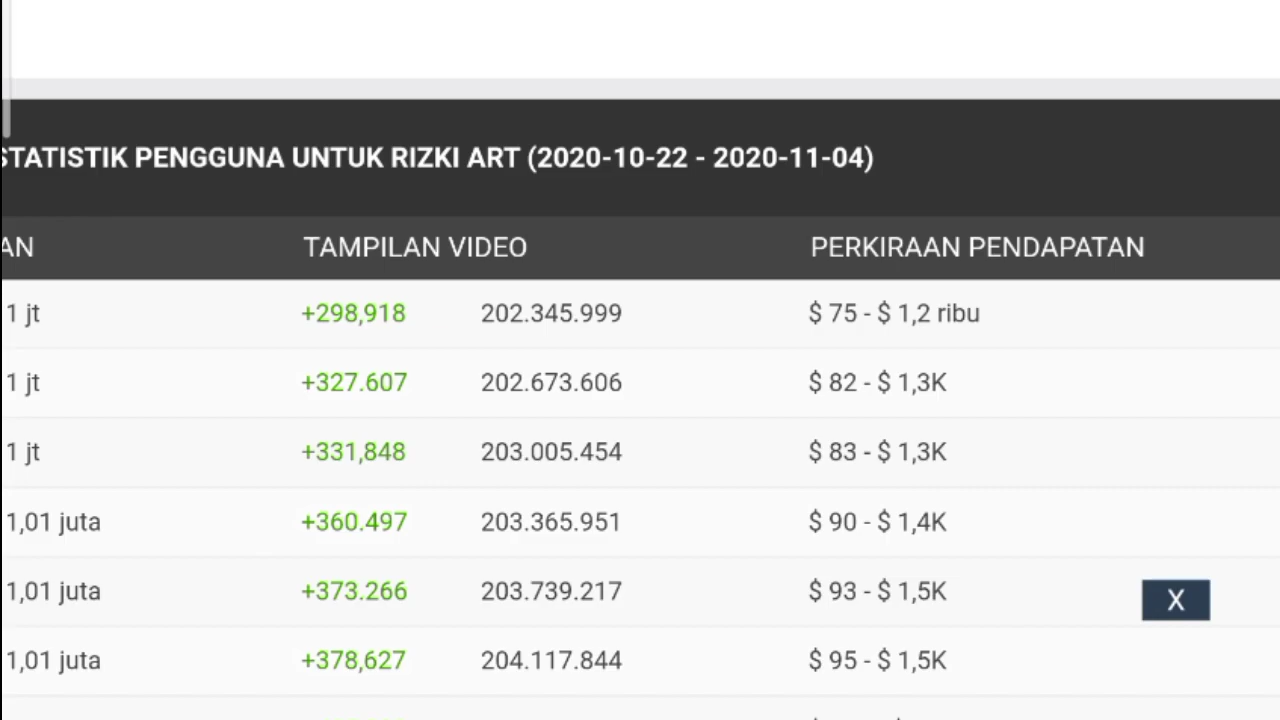 STATISTIK PENGGUNA UNTUK RIZKI ART (2020-10-22 - 2020-11-04)
AN TAMPILAN VIDEO PERKIRAAN PENDAPATAN
1 jt +298,918 202.345.999 $ 75 - $ 1,2 ribu
1 jt +327.607 202.673.606 $ 82 - $ 1,3K
1 jt +331,848 203.005.454 $ 83 - $ 1,3K
1,01 juta +360.497 203.365.951 $ 90 - $ 1,4K
1,01 juta +373.266 203.739.217 $ 93 - $ 1,5K X
1,01 juta +378,627 204.117.844 $ 95 - $ 1,5K